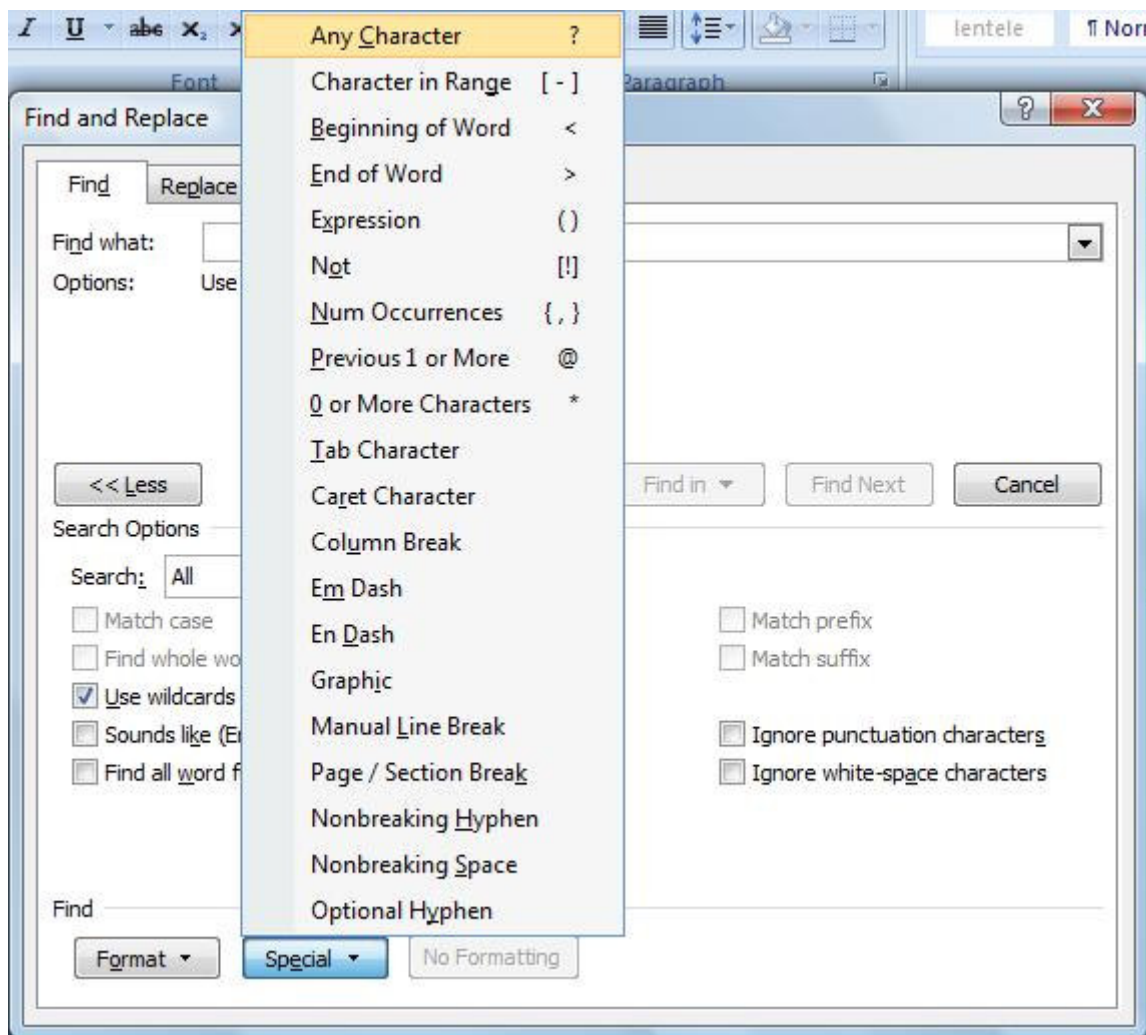 I U abe X₂
lentele ¶ Nor
Font Paragraph
Find and Replace
Find Replace
Find what:
Options: Use
Any Character ?
Character in Range [ - ]
Beginning of Word <
End of Word >
Expression ( )
Not [!]
Num Occurrences { , }
Previous 1 or More @
0 or More Characters *
Tab Character
Caret Character
Column Break
Em Dash
En Dash
Graphic
Manual Line Break
Page / Section Break
Nonbreaking Hyphen
Nonbreaking Space
Optional Hyphen
<< Less Find in Find Next Cancel
Search Options
Search: All
Match case Match prefix
Find whole wo Match suffix
Use wildcards
Sounds like (E Ignore punctuation characters
Find all word f Ignore white-space characters
Find
Format Special No Formatting